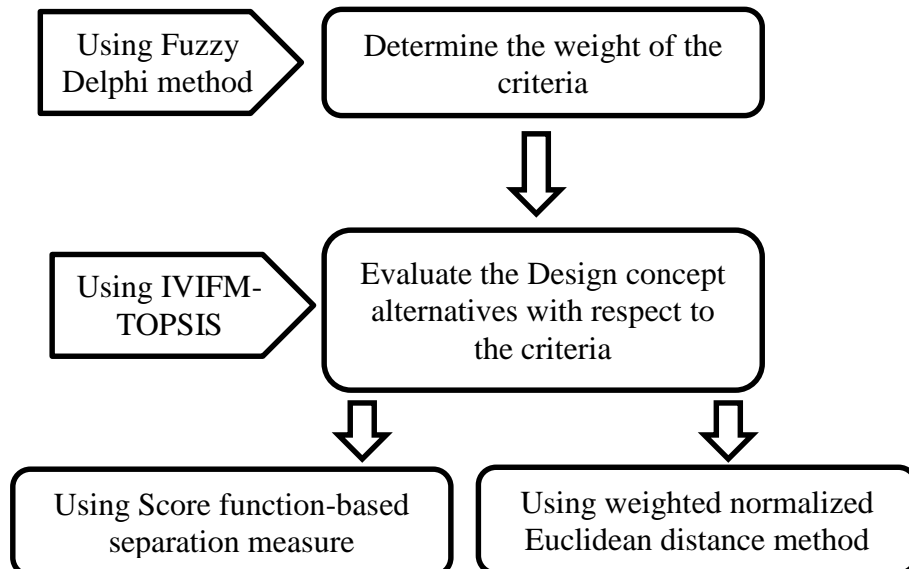 Using Fuzzy
Delphi method
Determine the weight of the
criteria
Using IVIFM-
TOPSIS
Evaluate the Design concept
alternatives with respect to
the criteria
Using Score function-based
separation measure
Using weighted normalized
Euclidean distance method